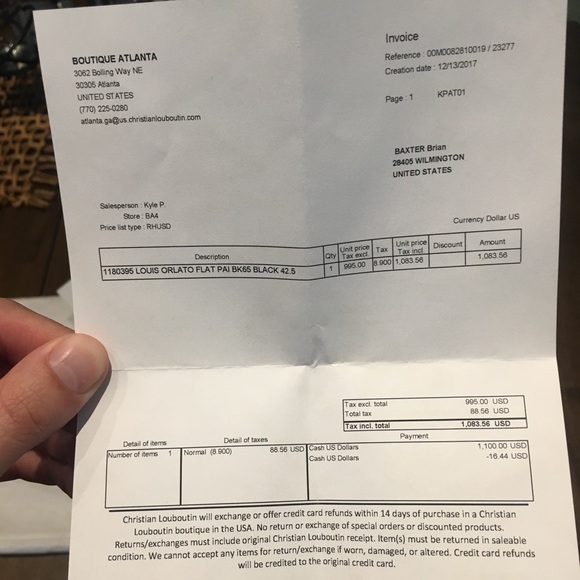 BOUTIQUE ATLANTA
3062 Bolling Way NE
30305 Atlanta
UNITED STATES
(770) 225-0280
atlanta.ga@us.christianlouboutin.com
Invoice
Reference : 00M0082810019 / 23277
Creation date : 12/13/2017
Page : 1 KPAT01
BAXTER Brian
28405 WILMINGTON
UNITED STATES
Salesperson : Kyle P.
Store : BA4
Price list type : RHUSD
Currency Dollar US
Description Qty Unit price Tax excl. Tax Unit price Tax incl. Discount Amount
1180395 LOUIS ORLATO FLAT PAI BK65 BLACK 42.5 1 995.00 8.900 1,083.56 1,083.56
Tax excl. total 995.00 USD
Total tax 88.56 USD
Tax incl. total 1,083.56 USD
Detail of items Detail of taxes Payment
Number of items 1 Normal (8.900) 88.56 USD Cash US Dollars 1,100.00 USD
Cash US Dollars -16.44 USD
Christian Louboutin will exchange or offer credit card refunds within 14 days of purchase in a Christian
Louboutin boutique in the USA. No return or exchange of special orders or discounted products.
Returns/exchanges must include original Christian Louboutin receipt. Item(s) must be returned in saleable
condition. We cannot accept any items for return/exchange if worn, damaged, or altered. Credit card refunds
will be credited to the original credit card.